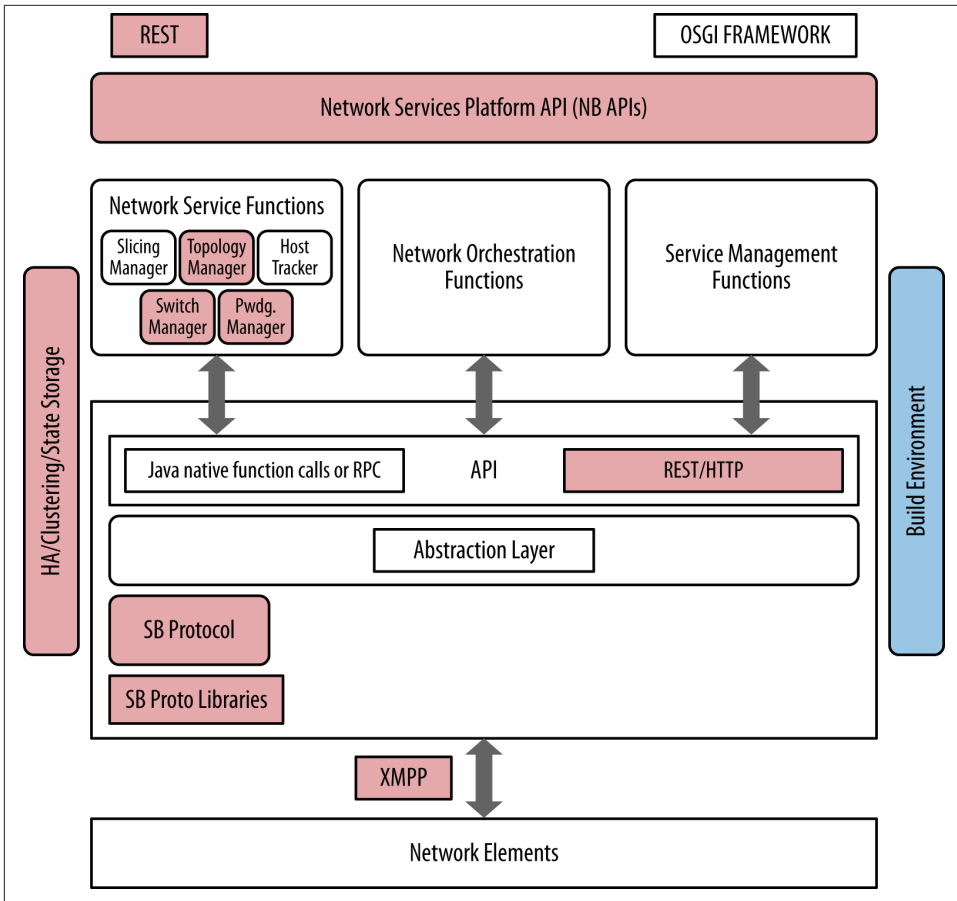 REST
OSGI FRAMEWORK
Network Services Platform API (NB APIs)
Network Service Functions
Slicing
Manager
Topology
Manager
Host
Tracker
Switch
Manager
Pwdg.
Manager
Network Orchestration
Functions
Service Management
Functions
HA/Clustering/State Storage
Build Environment
Java native function calls or RPC
API
REST/HTTP
Abstraction Layer
SB Protocol
SB Proto Libraries
XMPP
Network Elements